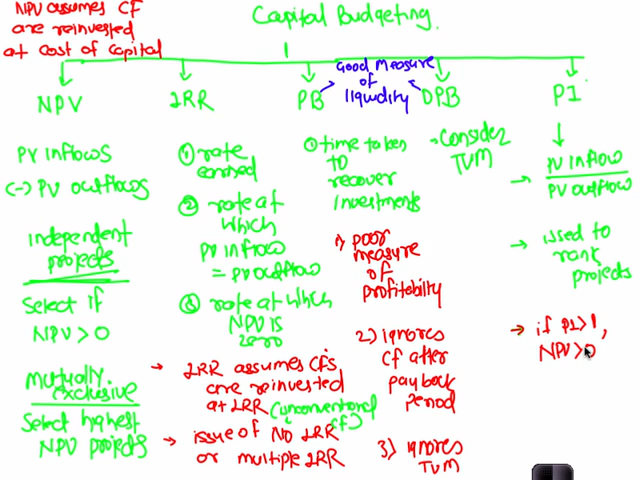 NPV assumes CF
are reinvested
at cost of capital
Capital Budgeting.
NPV
IRR
PB
Good Measure
of
liquidity
DPB
PI
PV inflows
(-) PV outflows
Independent
projects
Select if
NPV > 0
Mutually
exclusive
Select highest
NPV projects
① rate
earned
② rate at
which
PV inflow
= PV outflow
③ rate at which
NPV is
zero
→ IRR assumes CFs
are reinvested
at IRR (unconventional
CF)
→ issue of No IRR
or multiple IRR
① time taken
to
recover
investments
1) poor
measure
of
profitability
2) ignores
CF after
payback
period
3) ignores
TVM
→ Consider
TVM
→ PV inflow
PV outflow
→ issed to
rank
projects
→ if PI>1,
NPV>0